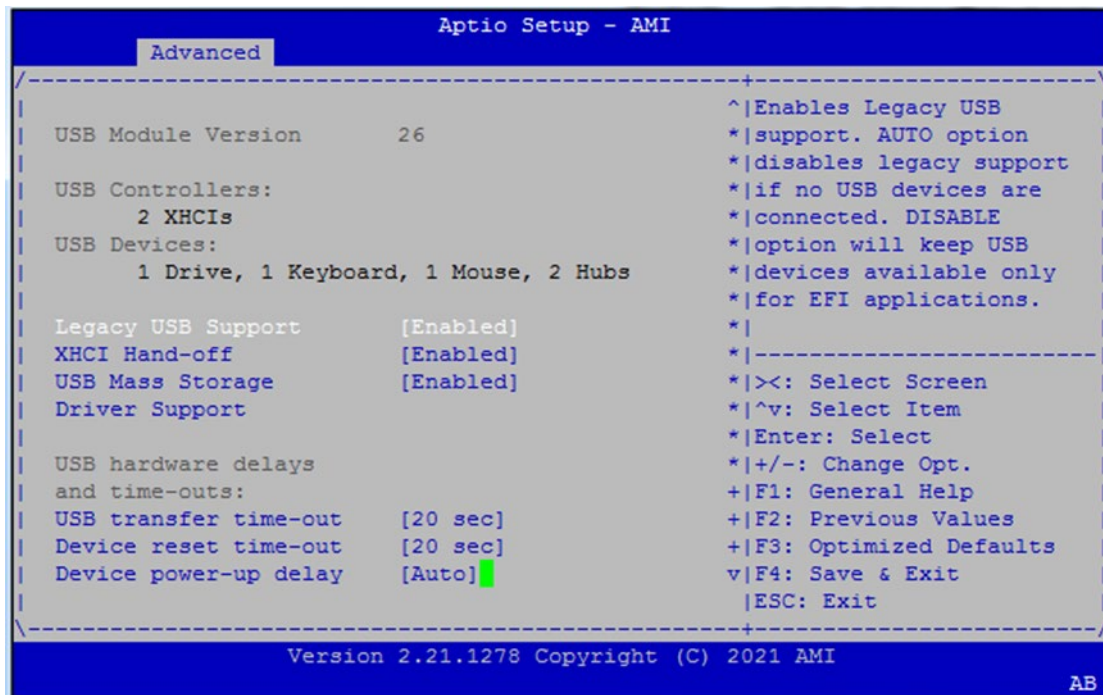 Aptio Setup - AMI
Advanced
/----------------------------------------------------+-------------------------\
| ^|Enables Legacy USB |
| USB Module Version 26 *|support. AUTO option |
| *|disables legacy support |
| USB Controllers: *|if no USB devices are |
| 2 XHCIs *|connected. DISABLE |
| USB Devices: *|option will keep USB |
| 1 Drive, 1 Keyboard, 1 Mouse, 2 Hubs *|devices available only |
| *|for EFI applications. |
| Legacy USB Support [Enabled] *| |
| XHCI Hand-off [Enabled] *|-------------------------|
| USB Mass Storage [Enabled] *|><: Select Screen |
| Driver Support *|^v: Select Item |
| *|Enter: Select |
| USB hardware delays *|+/-: Change Opt. |
| and time-outs: +|F1: General Help |
| USB transfer time-out [20 sec] +|F2: Previous Values |
| Device reset time-out [20 sec] +|F3: Optimized Defaults |
| Device power-up delay [Auto] v|F4: Save & Exit |
| |ESC: Exit |
\----------------------------------------------------+-------------------------/
Version 2.21.1278 Copyright (C) 2021 AMI
AB